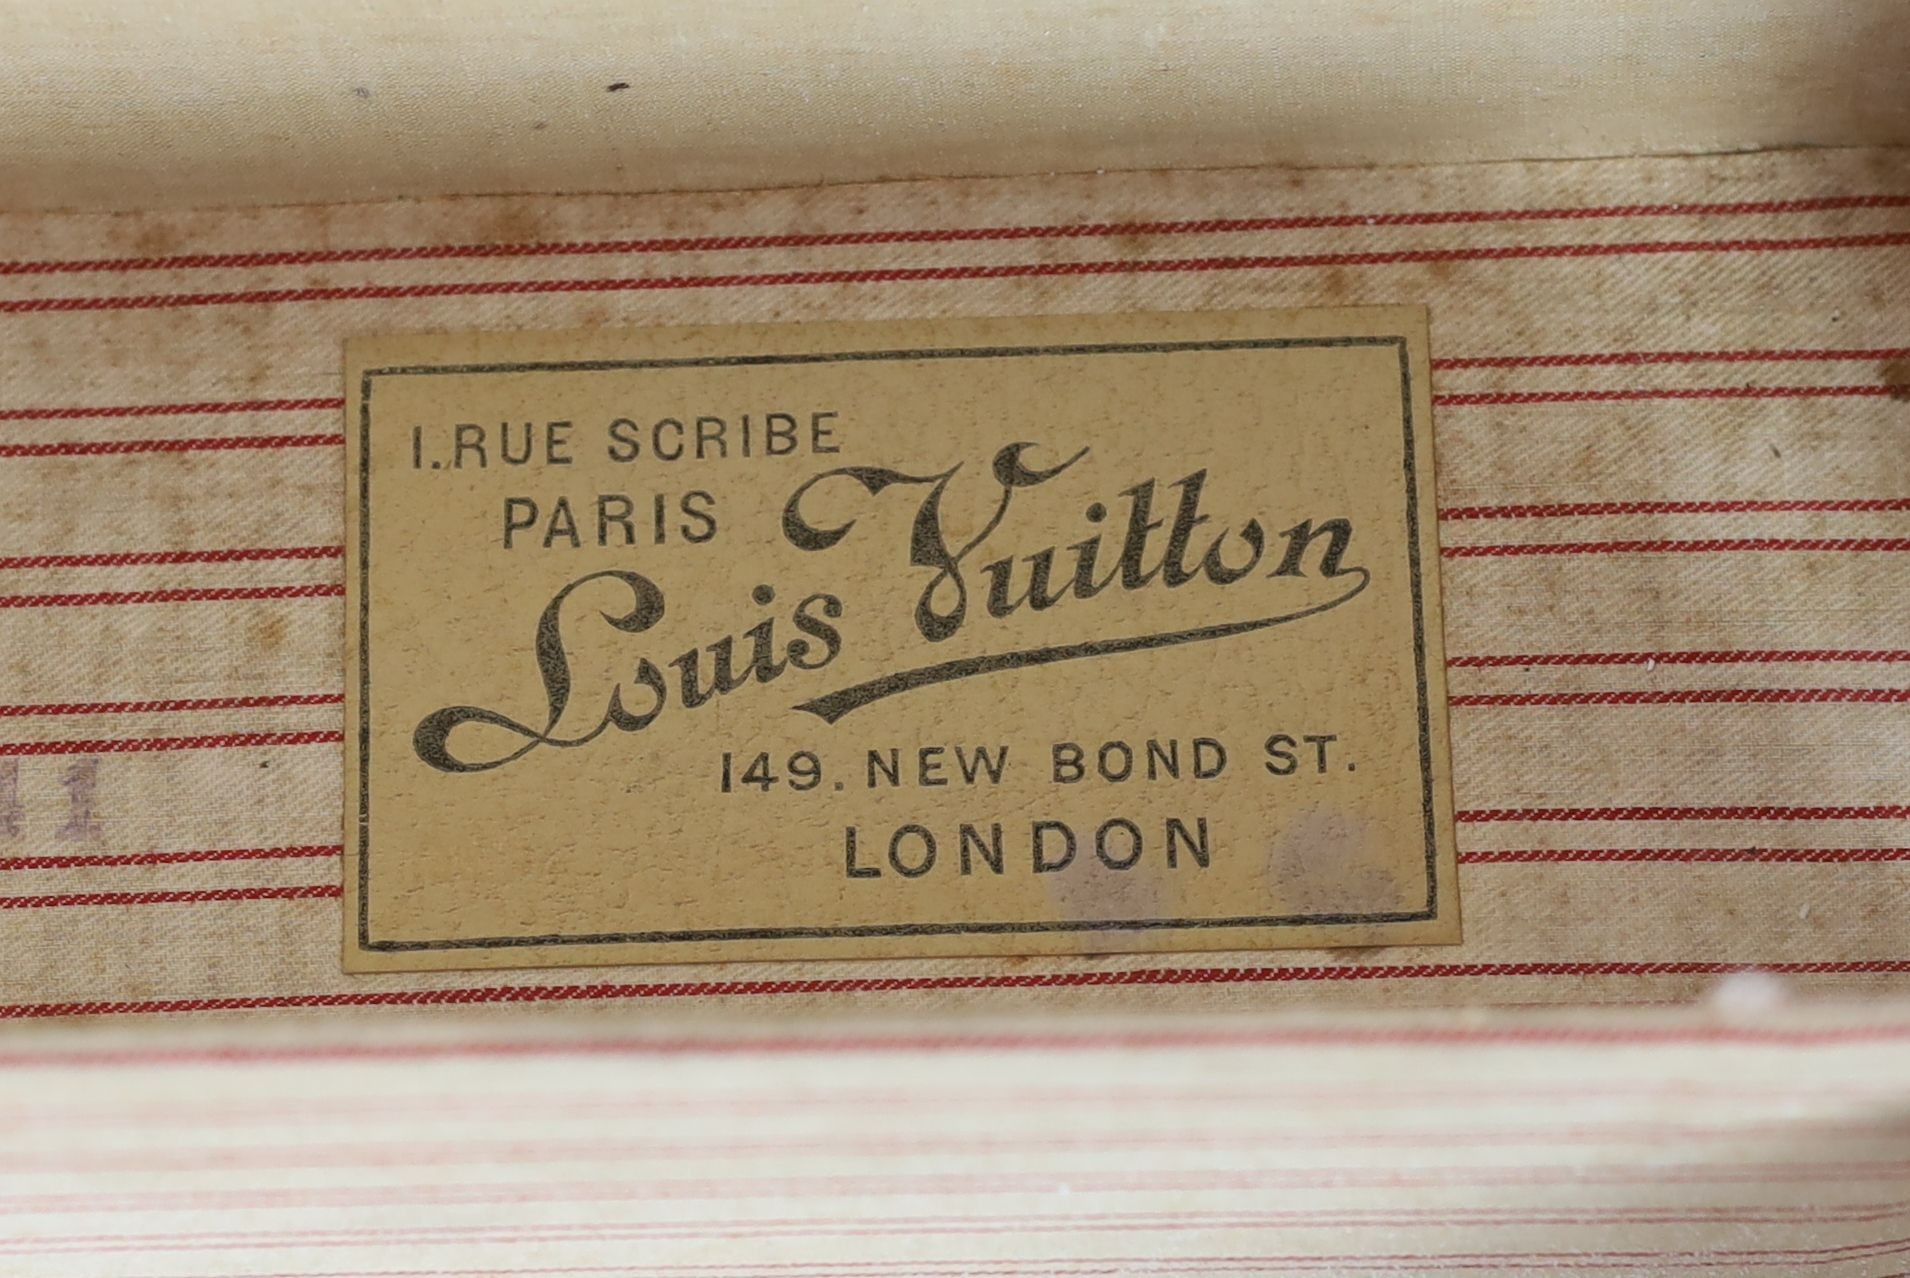 1. RUE SCRIBE
PARIS
Louis Vuitton
149. NEW BOND ST.
LONDON